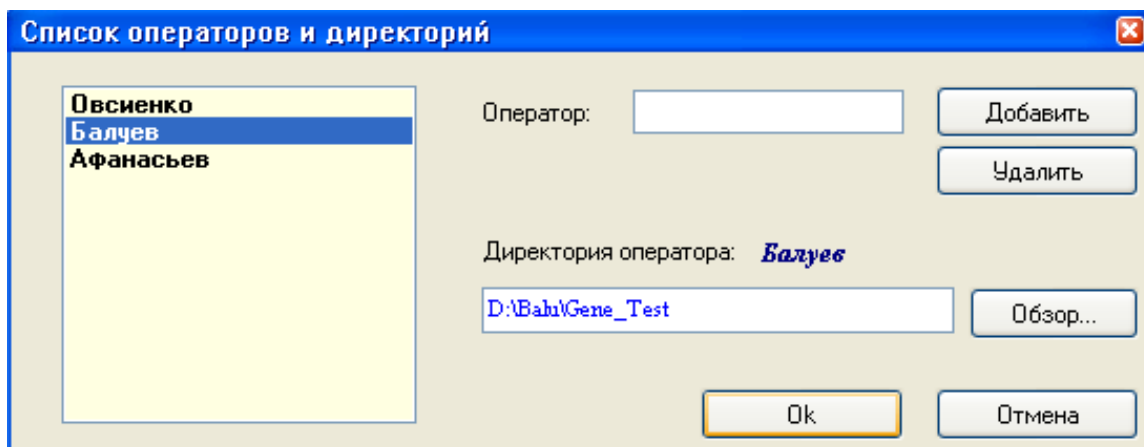 Список операторов и директорий
Овсиенко
Балуев
Афанасьев
Оператор:
Добавить
Удалить
Директория оператора: Балуев
D:\Balu\Gene_Test
Обзор...
Ok
Отмена